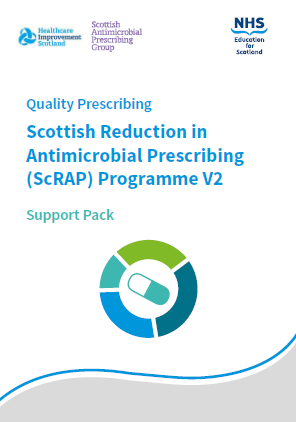 Healthcare
Improvement
Scotland
Scottish
Antimicrobial
Prescribing
Group
NHS
Education
for
Scotland
Quality Prescribing
Scottish Reduction in
Antimicrobial Prescribing
(ScRAP) Programme V2
Support Pack